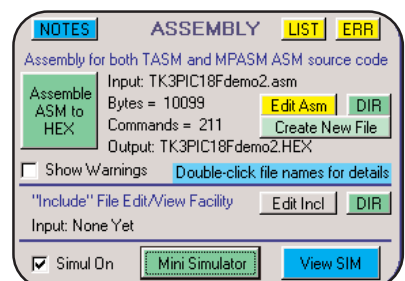 NOTES ASSEMBLY LIST ERR
Assembly for both TASM and MPASM ASM source code
Assemble ASM to HEX
Input: TK3PIC18Fdemo2.asm
Bytes = 10099 Edit Asm DIR
Commands = 211 Create New File
Output: TK3PIC18Fdemo2.HEX
Show Warnings Double-click file names for details
"Include" File Edit/View Facility Edit Incl DIR
Input: None Yet
Simul On Mini Simulator View SIM